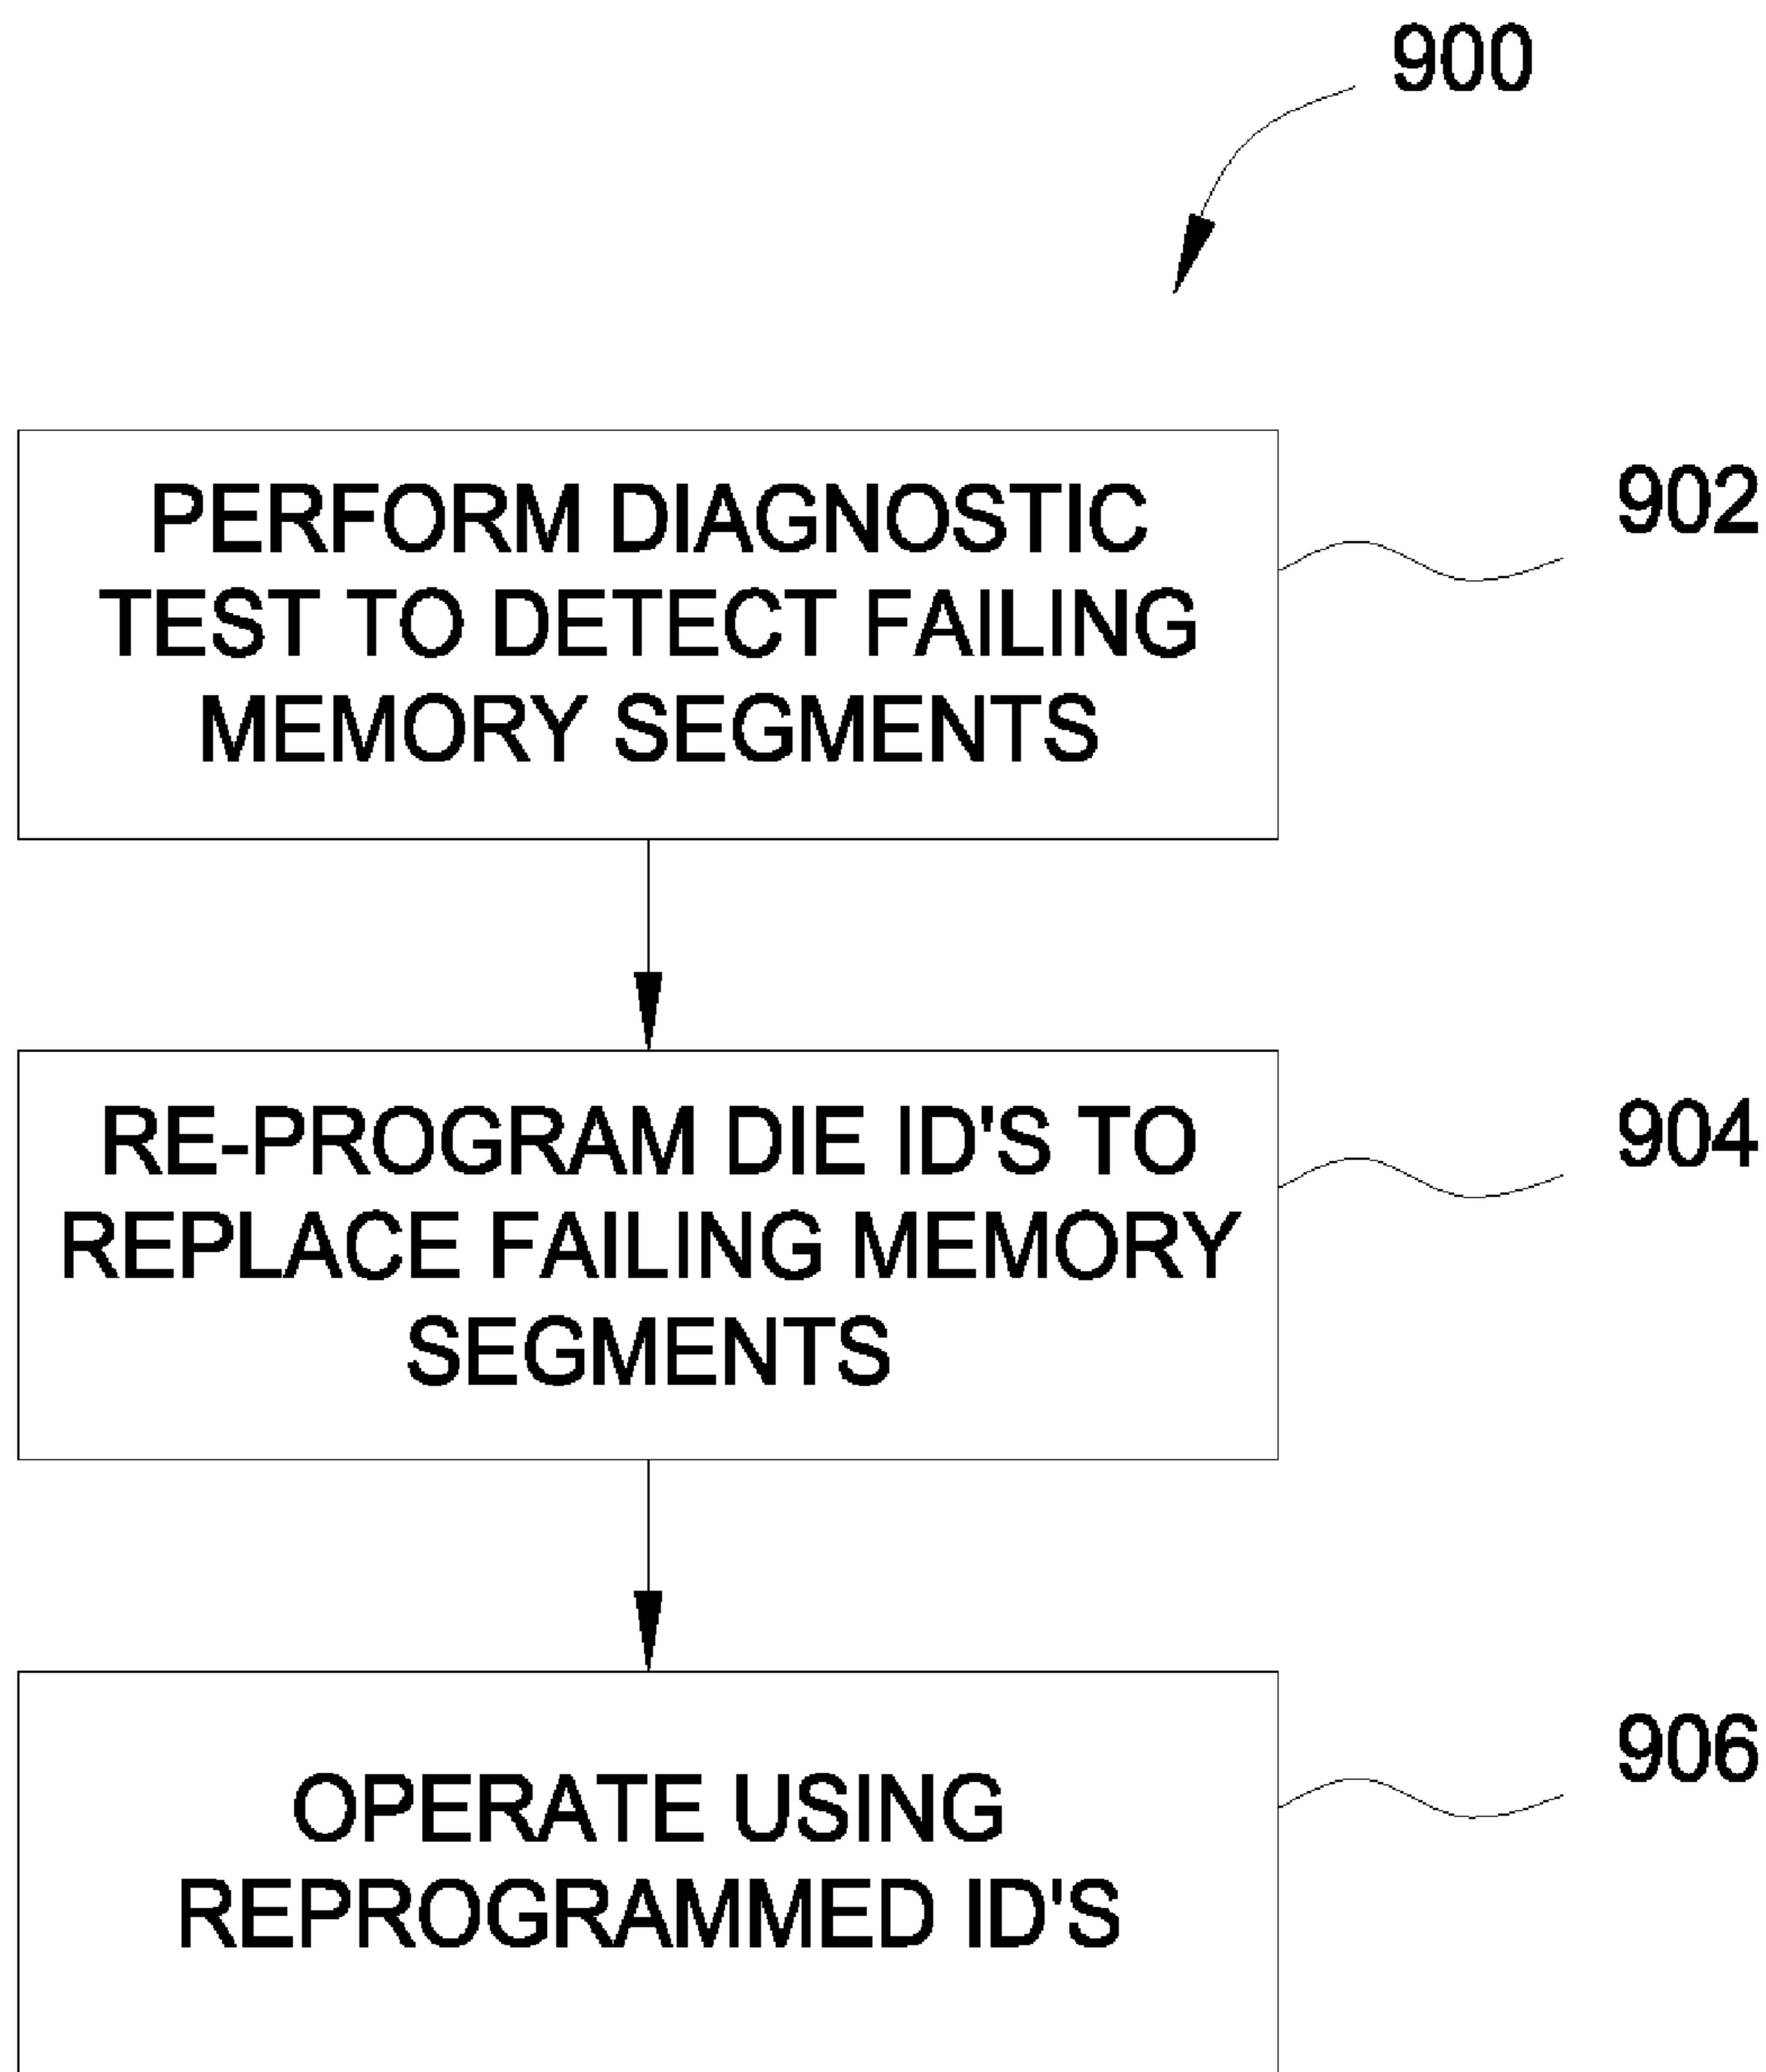 900
PERFORM DIAGNOSTIC
TEST TO DETECT FAILING
MEMORY SEGMENTS
902
RE-PROGRAM DIE ID'S TO
REPLACE FAILING MEMORY
SEGMENTS
904
OPERATE USING
REPROGRAMMED ID'S
906